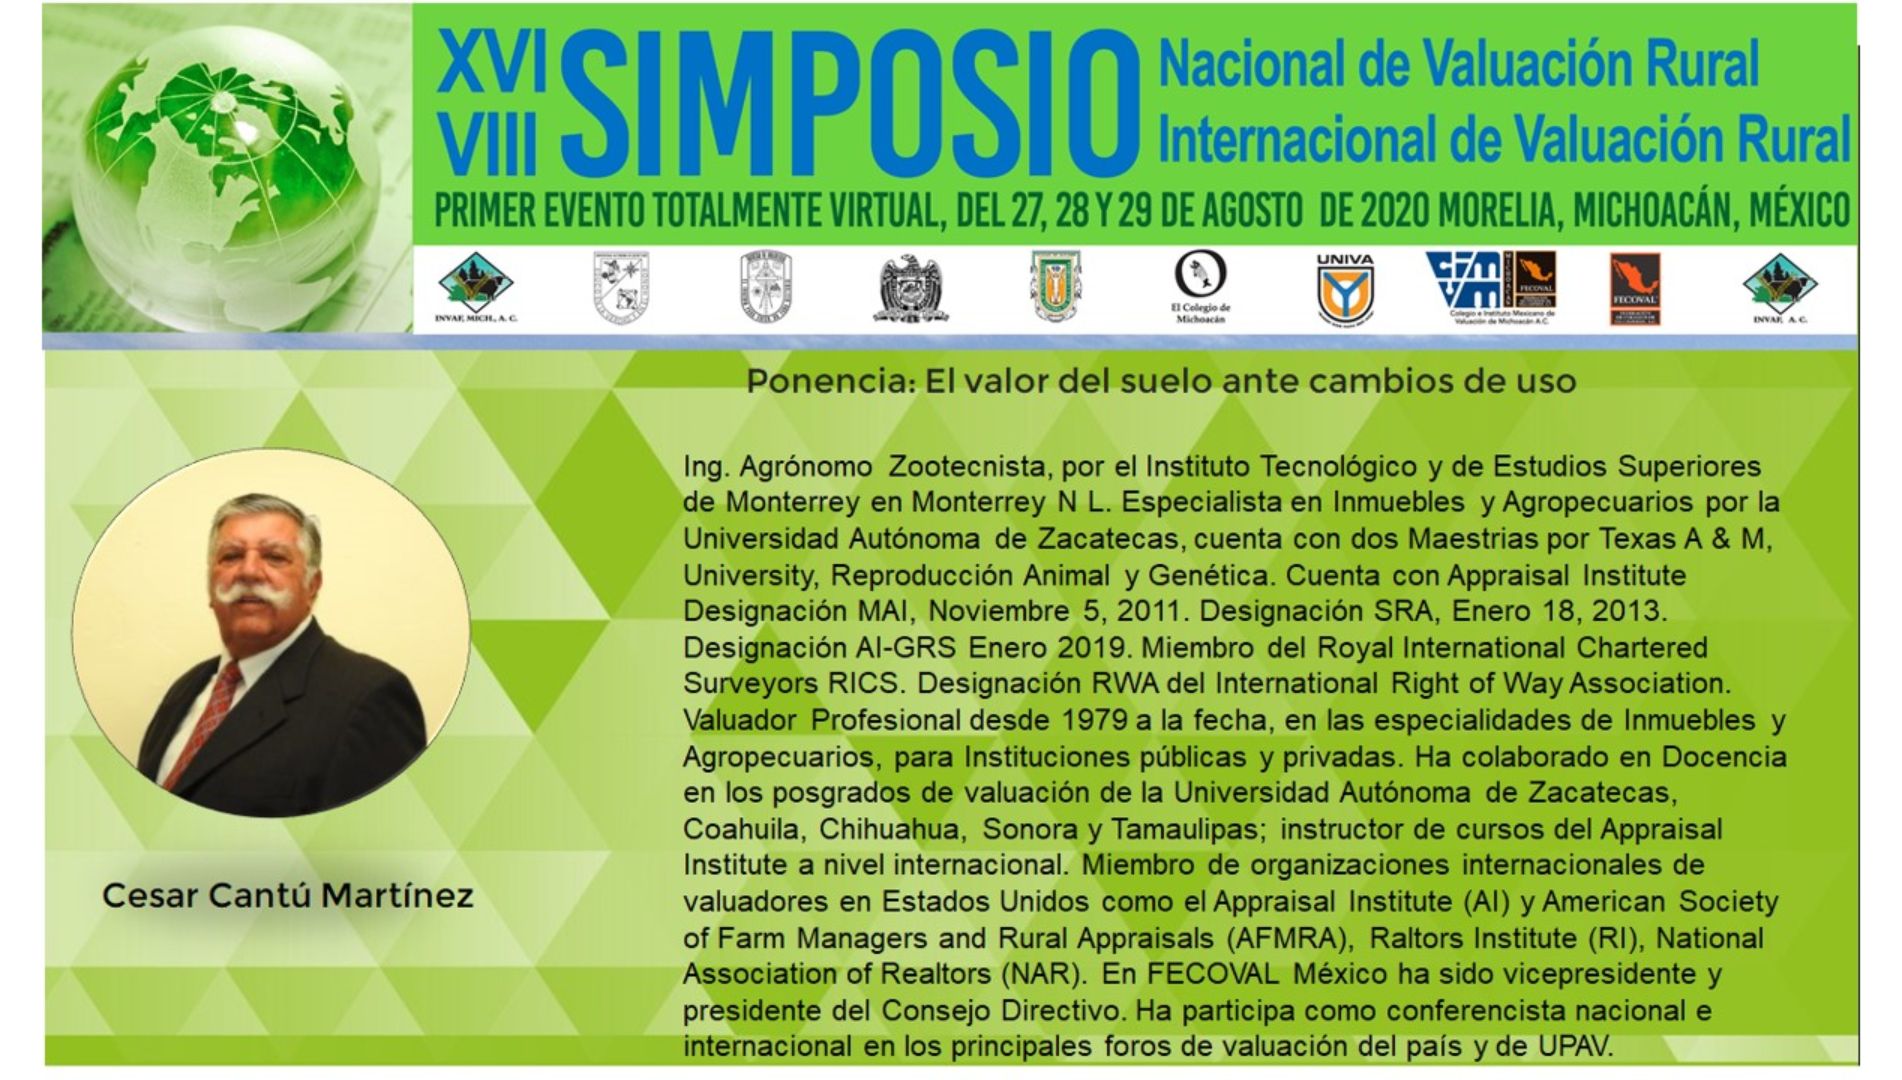 XVI
VIII
SIMPOSIO
Nacional de Valuación Rural
Internacional de Valuación Rural
PRIMER EVENTO TOTALMENTE VIRTUAL, DEL 27, 28 Y 29 DE AGOSTO DE 2020 MORELIA, MICHOACÁN, MÉXICO
INVAF, MICH., A. C.
El Colegio de
Michoacán
UNIVA
MICHOACÁN
FECOVAL
Colegio e Instituto Mexicano de
Valuación de Michoacán A.C.
FECOVAL
INVAF, A. C.
Ponencia: El valor del suelo ante cambios de uso
Ing. Agrónomo Zootecnista, por el Instituto Tecnológico y de Estudios Superiores
de Monterrey en Monterrey N L. Especialista en Inmuebles y Agropecuarios por la
Universidad Autónoma de Zacatecas, cuenta con dos Maestrias por Texas A & M,
University, Reproducción Animal y Genética. Cuenta con Appraisal Institute
Designación MAI, Noviembre 5, 2011. Designación SRA, Enero 18, 2013.
Designación AI-GRS Enero 2019. Miembro del Royal International Chartered
Surveyors RICS. Designación RWA del International Right of Way Association.
Valuador Profesional desde 1979 a la fecha, en las especialidades de Inmuebles y
Agropecuarios, para Instituciones públicas y privadas. Ha colaborado en Docencia
en los posgrados de valuación de la Universidad Autónoma de Zacatecas,
Coahuila, Chihuahua, Sonora y Tamaulipas; instructor de cursos del Appraisal
Institute a nivel internacional. Miembro de organizaciones internacionales de
valuadores en Estados Unidos como el Appraisal Institute (AI) y American Society
of Farm Managers and Rural Appraisals (AFMRA), Raltors Institute (RI), National
Association of Realtors (NAR). En FECOVAL México ha sido vicepresidente y
presidente del Consejo Directivo. Ha participa como conferencista nacional e
internacional en los principales foros de valuación del país y de UPAV.
Cesar Cantú Martínez